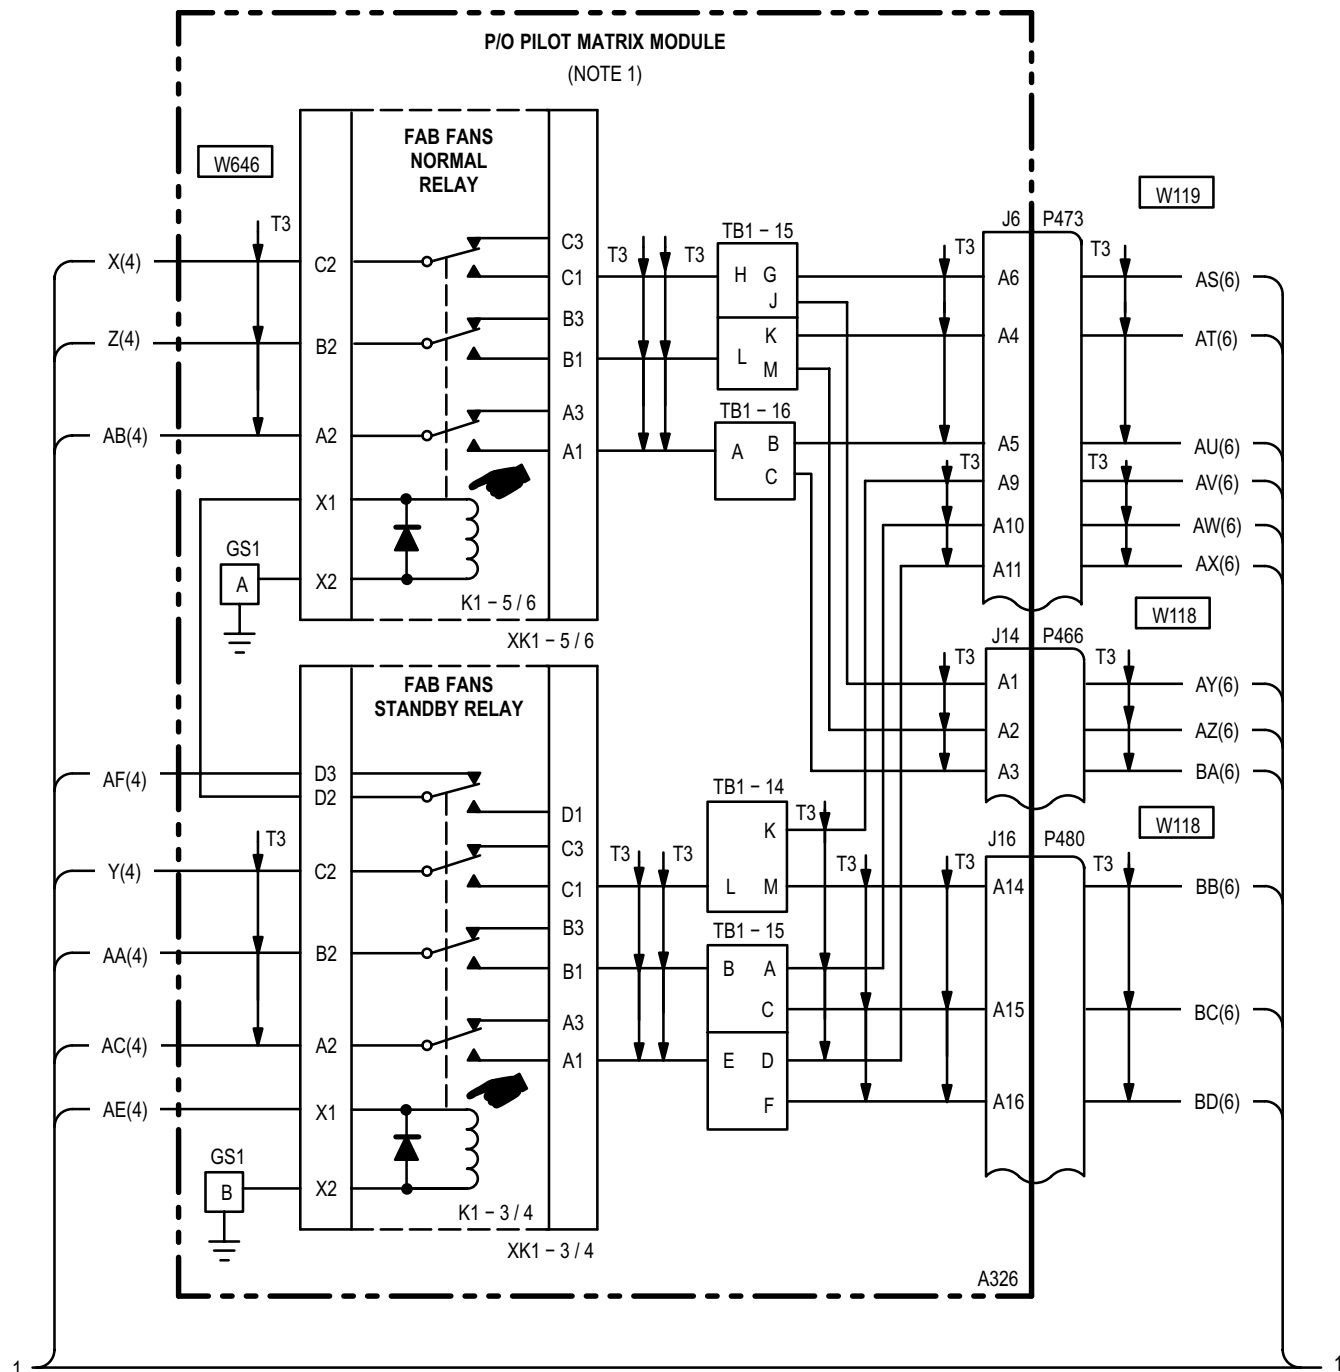 P/O PILOT MATRIX MODULE
(NOTE 1)
W646
FAB FANS
NORMAL
RELAY
W119
J6 P473
TB1 – 15
T3
T3 T3
T3 T3
X(4)
C2
C3
C1
H G
J
A6
AS(6)
Z(4)
B2
B3
B1
K
L
M
A4
AT(6)
TB1 – 16
AB(4)
A2
A3
A1
A B
C
A5
AU(6)
T3 T3
X1
A9
AV(6)
A10
AW(6)
GS1
A
X2
A11
AX(6)
K1 – 5 / 6
XK1 – 5 / 6
W118
J14 P466
FAB FANS
STANDBY RELAY
T3 T3
A1
AY(6)
A2
AZ(6)
AF(4)
D3
D2
D1
A3
BA(6)
TB1 – 14
W118
T3
T3
K
J16 P480
T3 T3
T3 T3 T3
Y(4)
C2
C3
C1
L M
A14
BB(6)
TB1 – 15
AA(4)
B2
B3
B1
B A
C
A15
BC(6)
AC(4)
A2
A3
A1
E D
F
A16
BD(6)
AE(4)
X1
GS1
B
X2
K1 – 3 / 4
XK1 – 3 / 4
A326
1 1